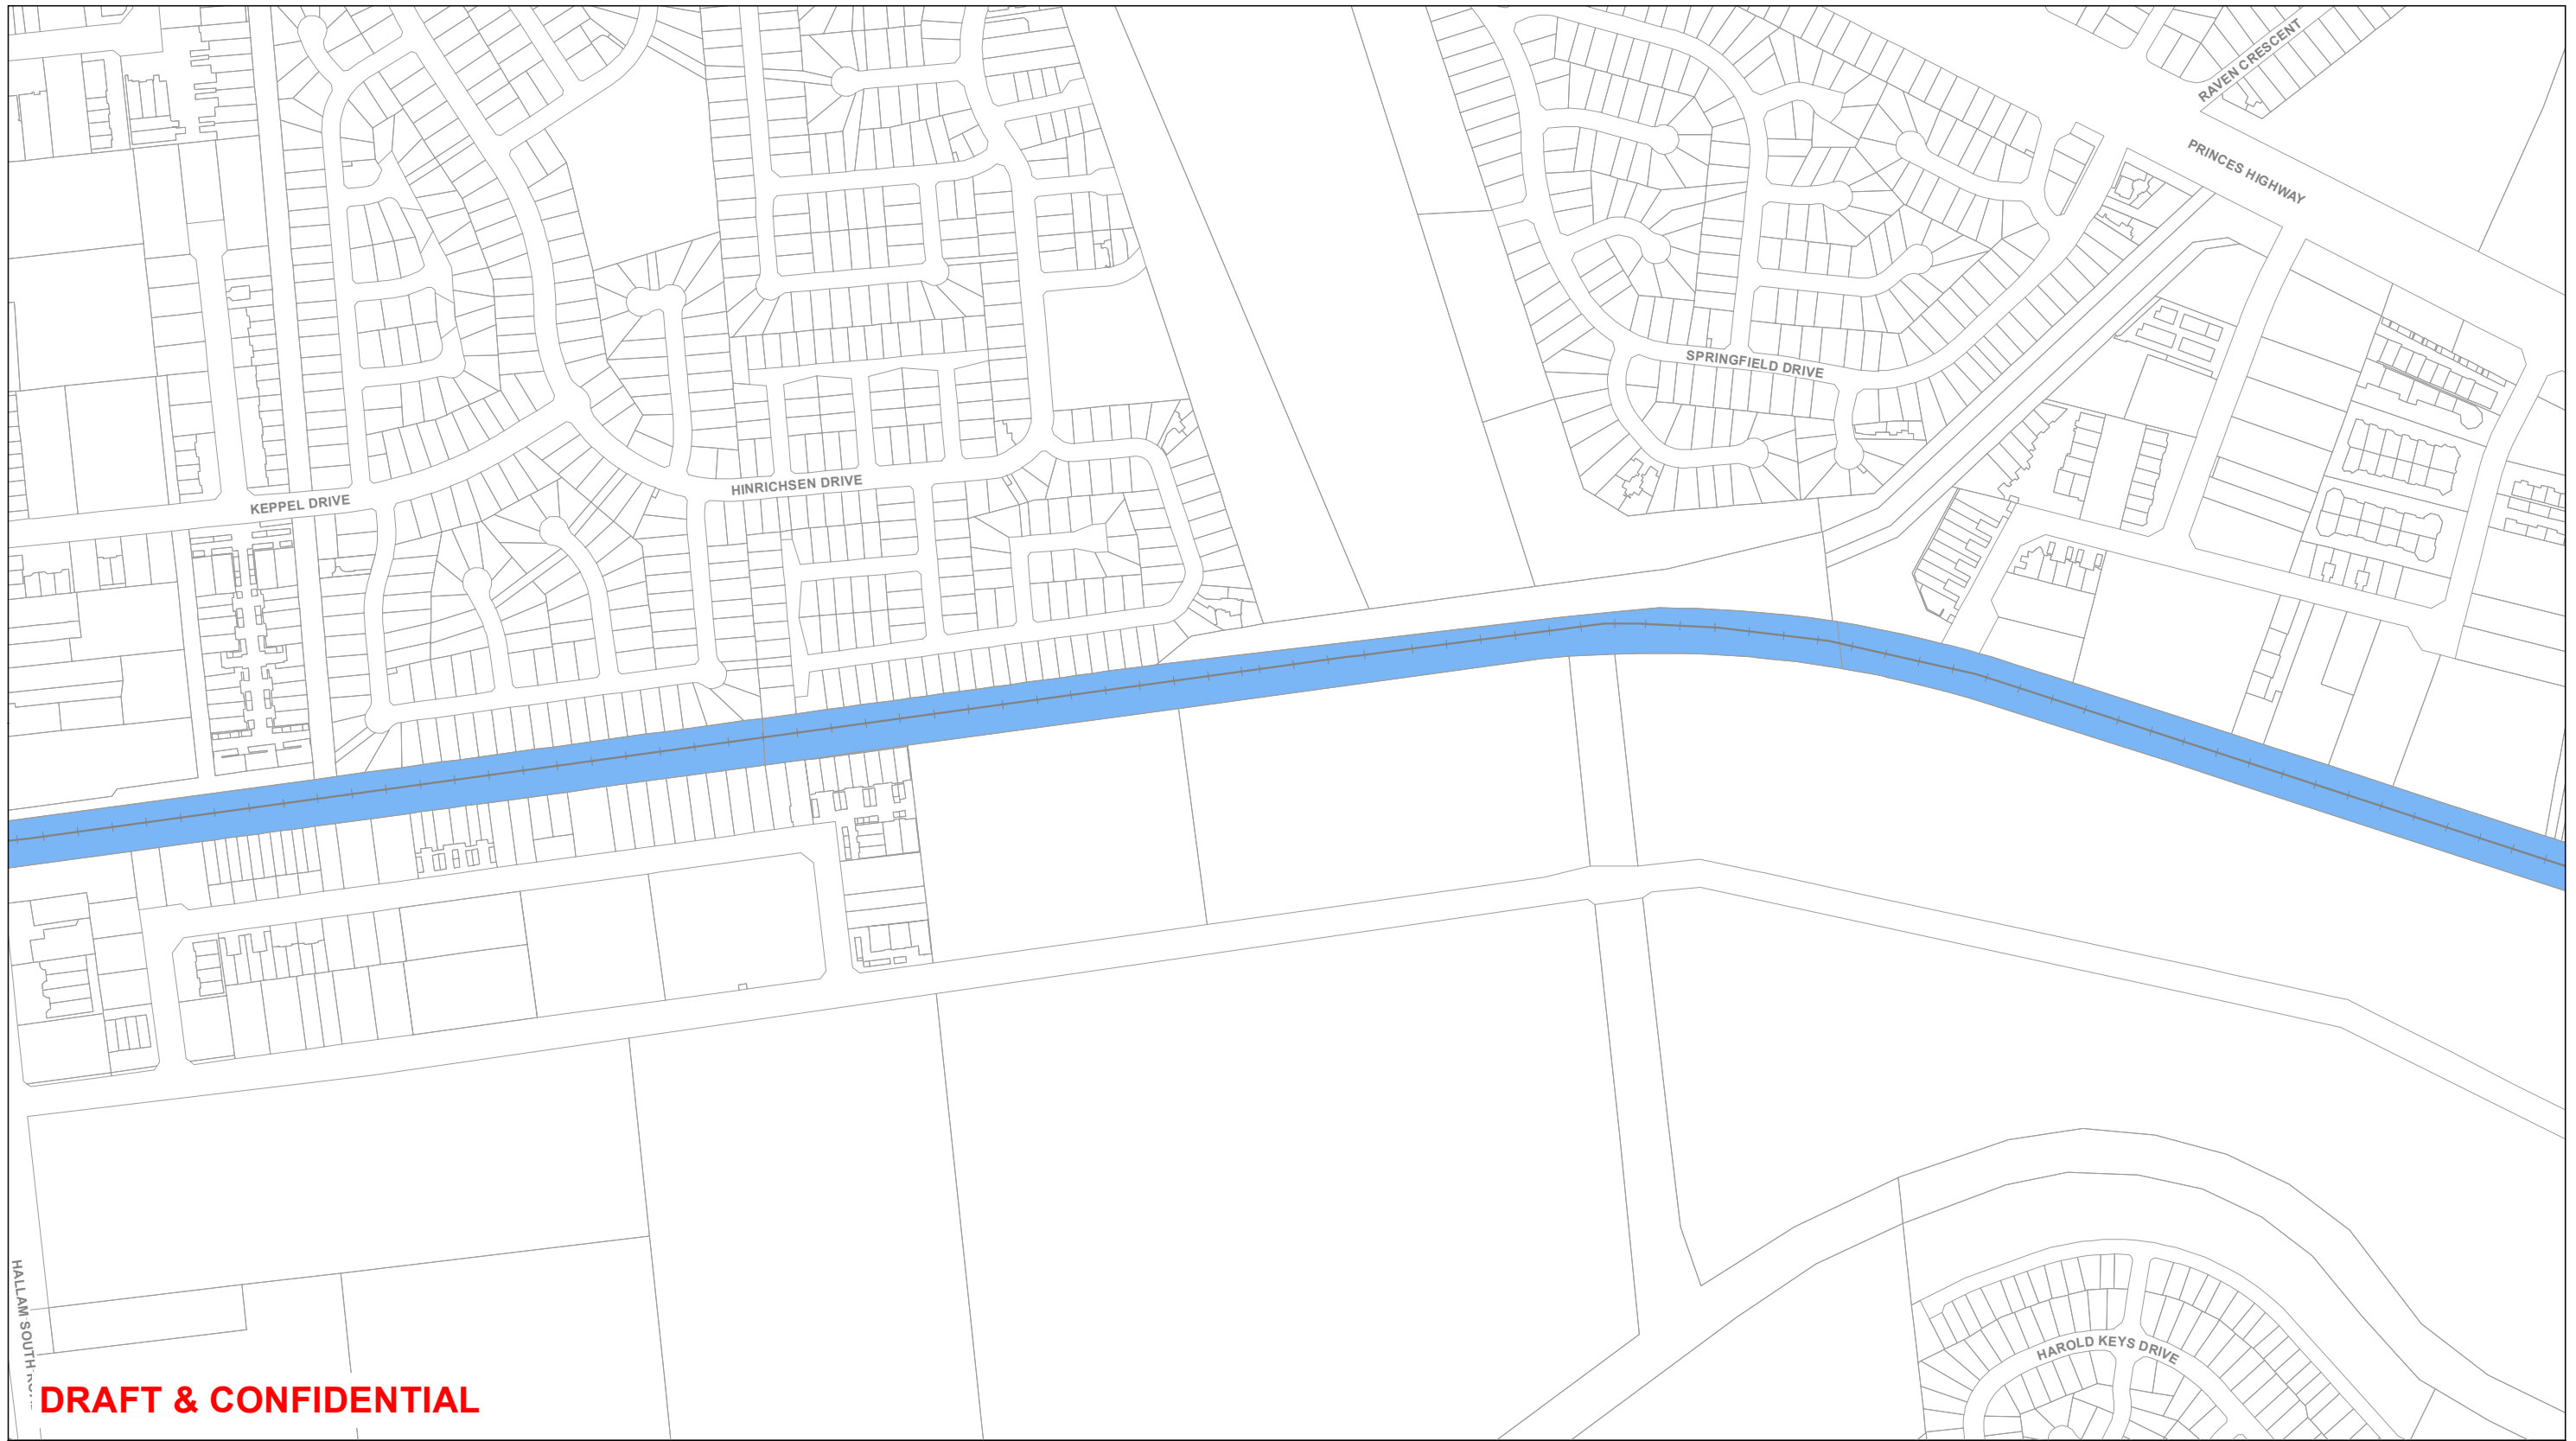 RAVEN CRESCENT
PRINCES HIGHWAY
SPRINGFIELD DRIVE
HINRICHSEN DRIVE
KEPPEL DRIVE
HALLAM SOUTH
HAROLD KEYS DRIVE
DRAFT & CONFIDENTIAL